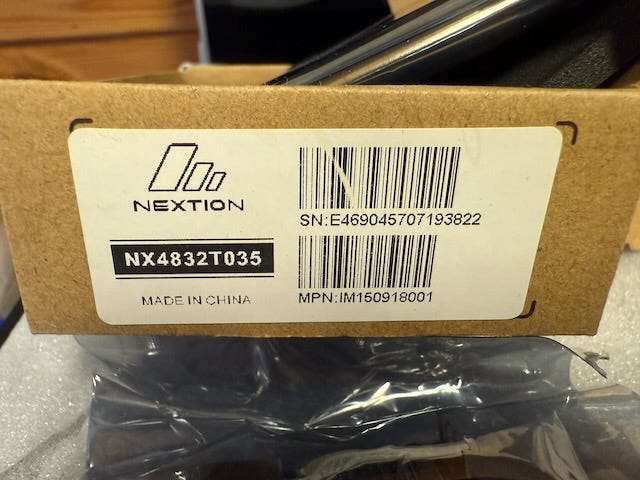 NEXTION
NX4832T035
MADE IN CHINA
SN:E469045707193822
MPN:IM150918001